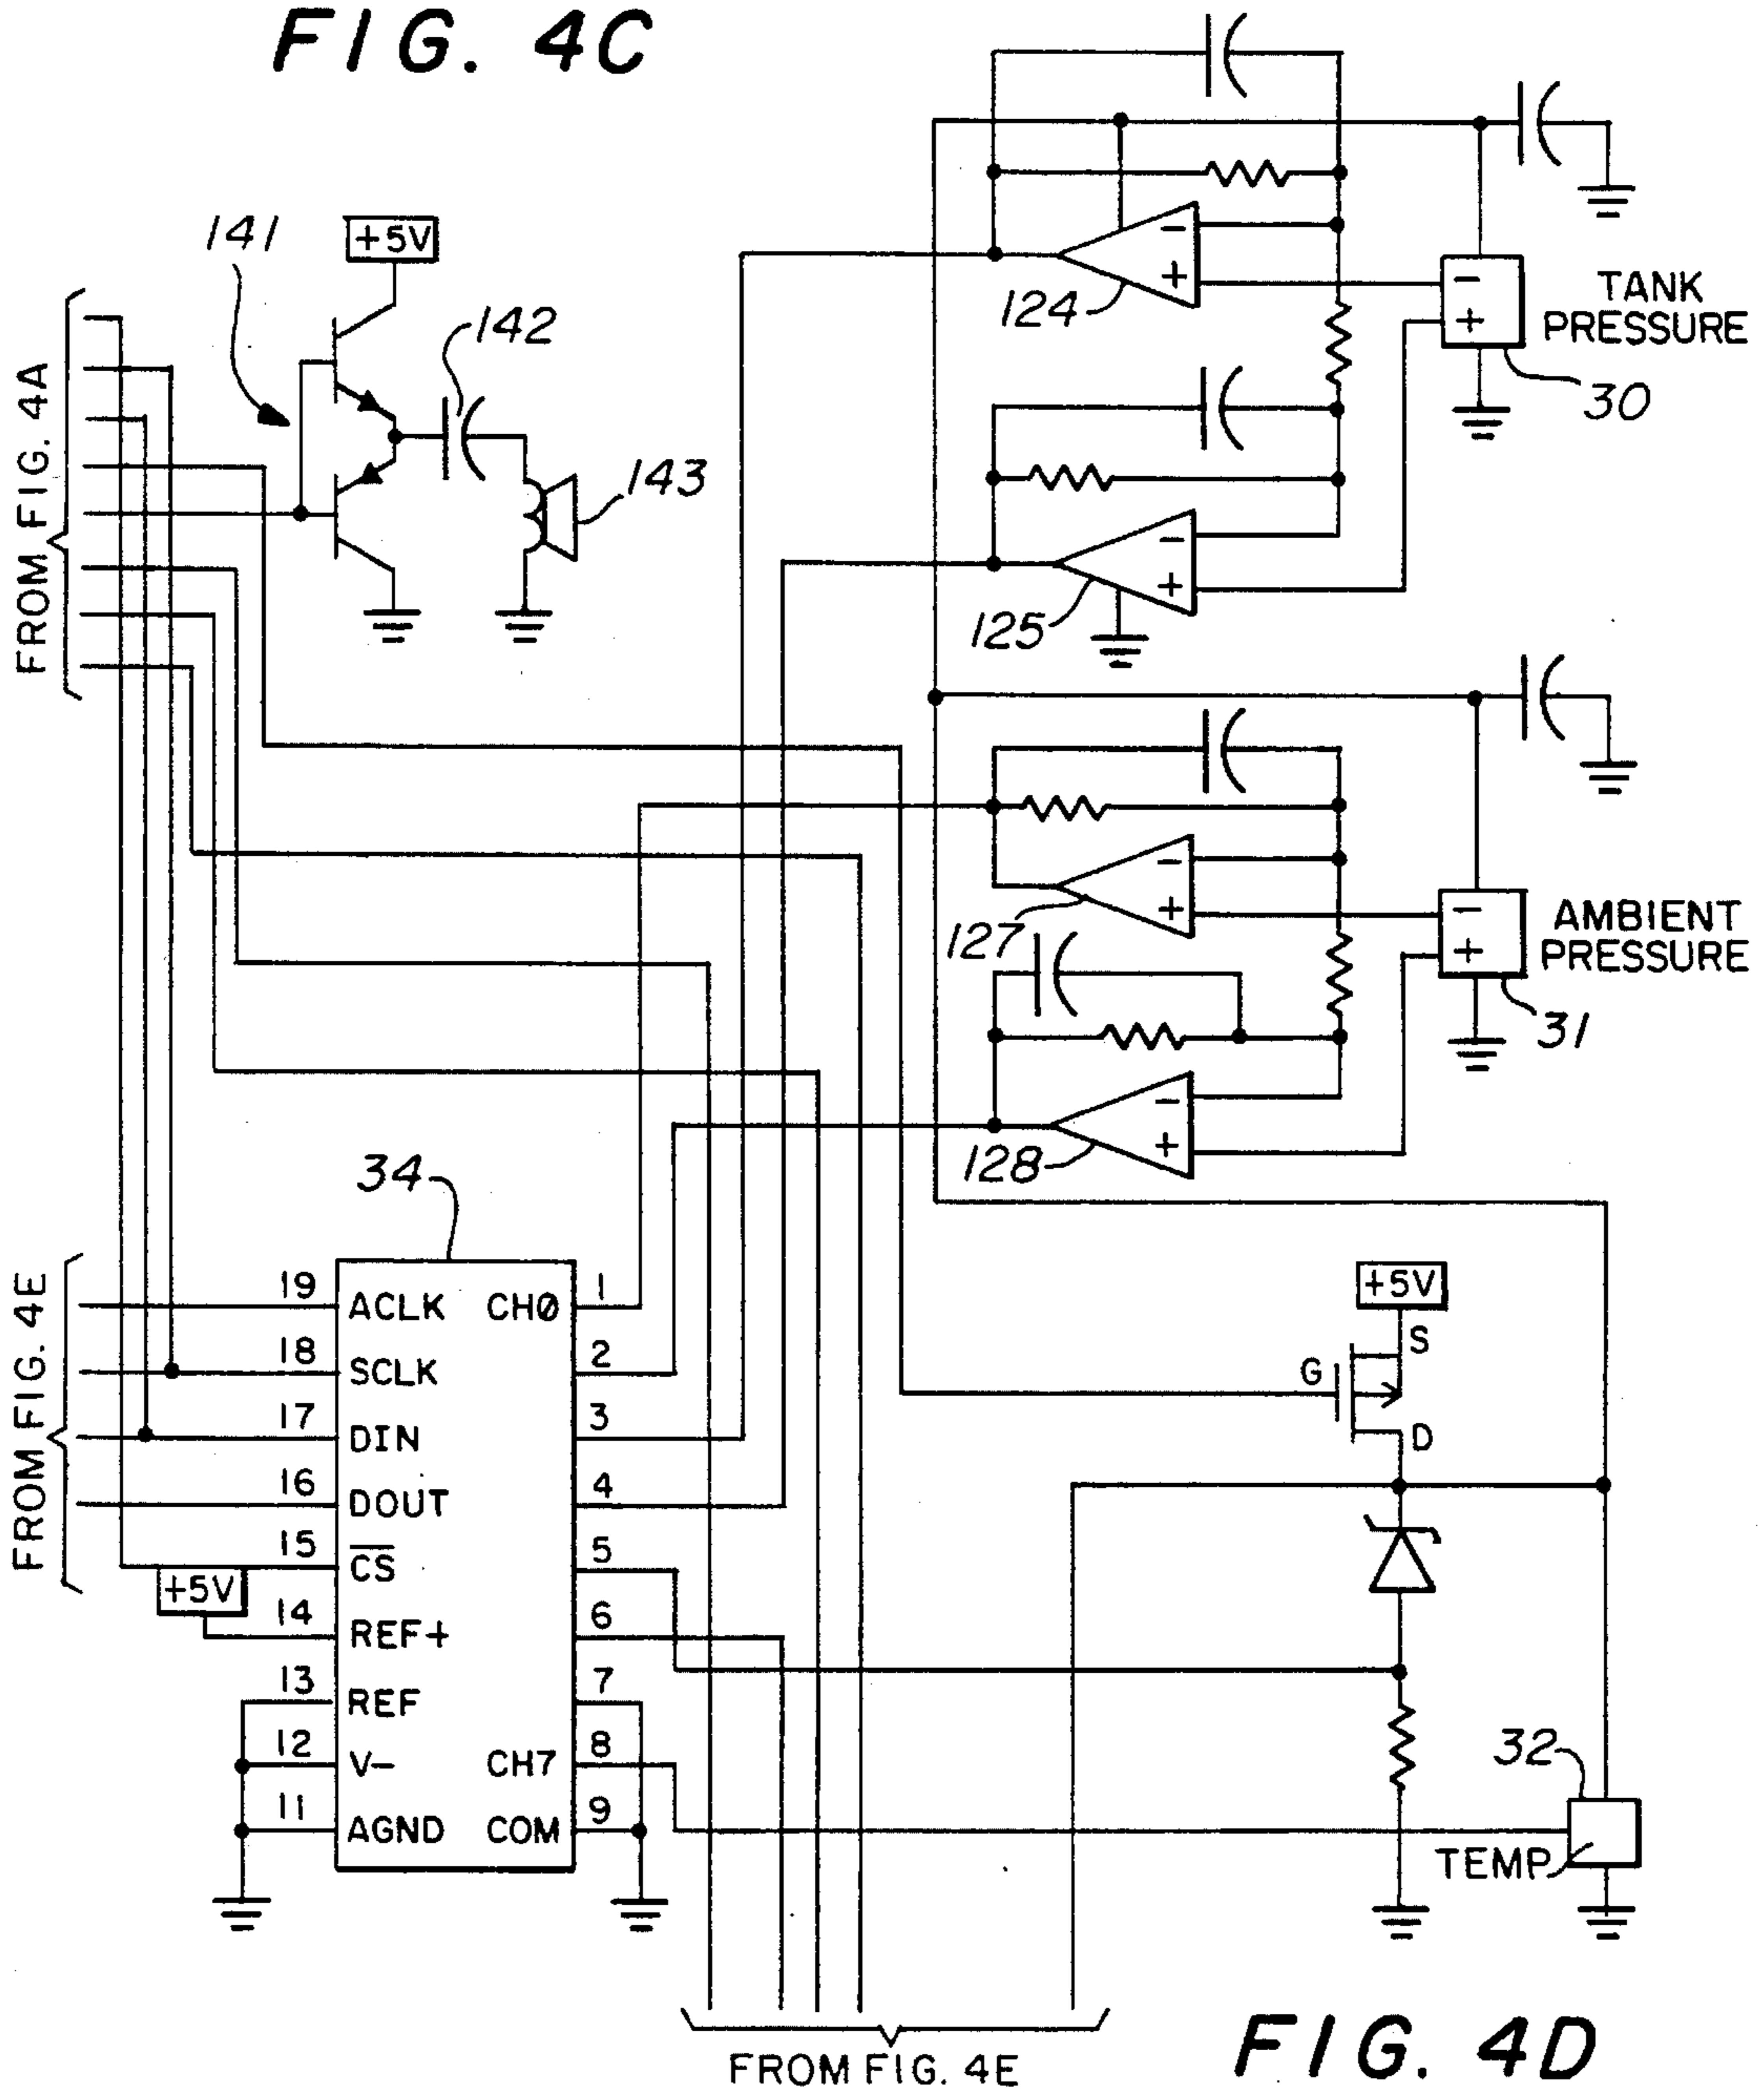 FIG. 4C
141
+5V
142
143
FROM FIG. 4A
-
+
124
-
+
TANK
PRESSURE
30
-
+
125
-
+
127
-
+
AMBIENT
PRESSURE
31
-
+
128
34
FROM FIG. 4E
19 ACLK CHØ 1
18 SCLK 2
17 DIN 3
16 DOUT 4
15 C̅S̅ 5
+5V
14 REF+ 6
13 REF 7
12 V- CH7 8
11 AGND COM 9
+5V
S
G
D
32
TEMP
FROM FIG. 4E
FIG. 4D